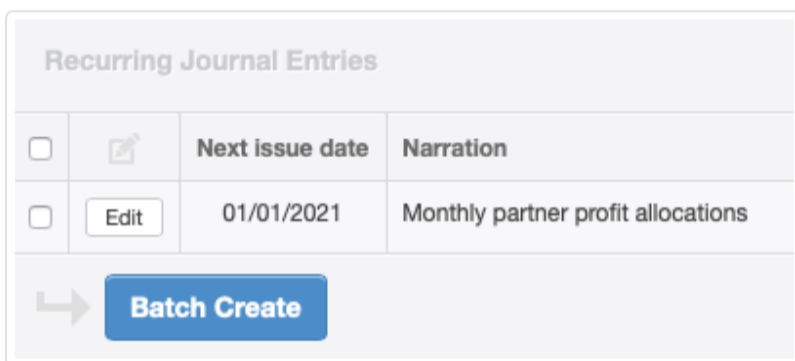 Recurring Journal Entries
Next issue date Narration
Edit 01/01/2021 Monthly partner profit allocations
Batch Create